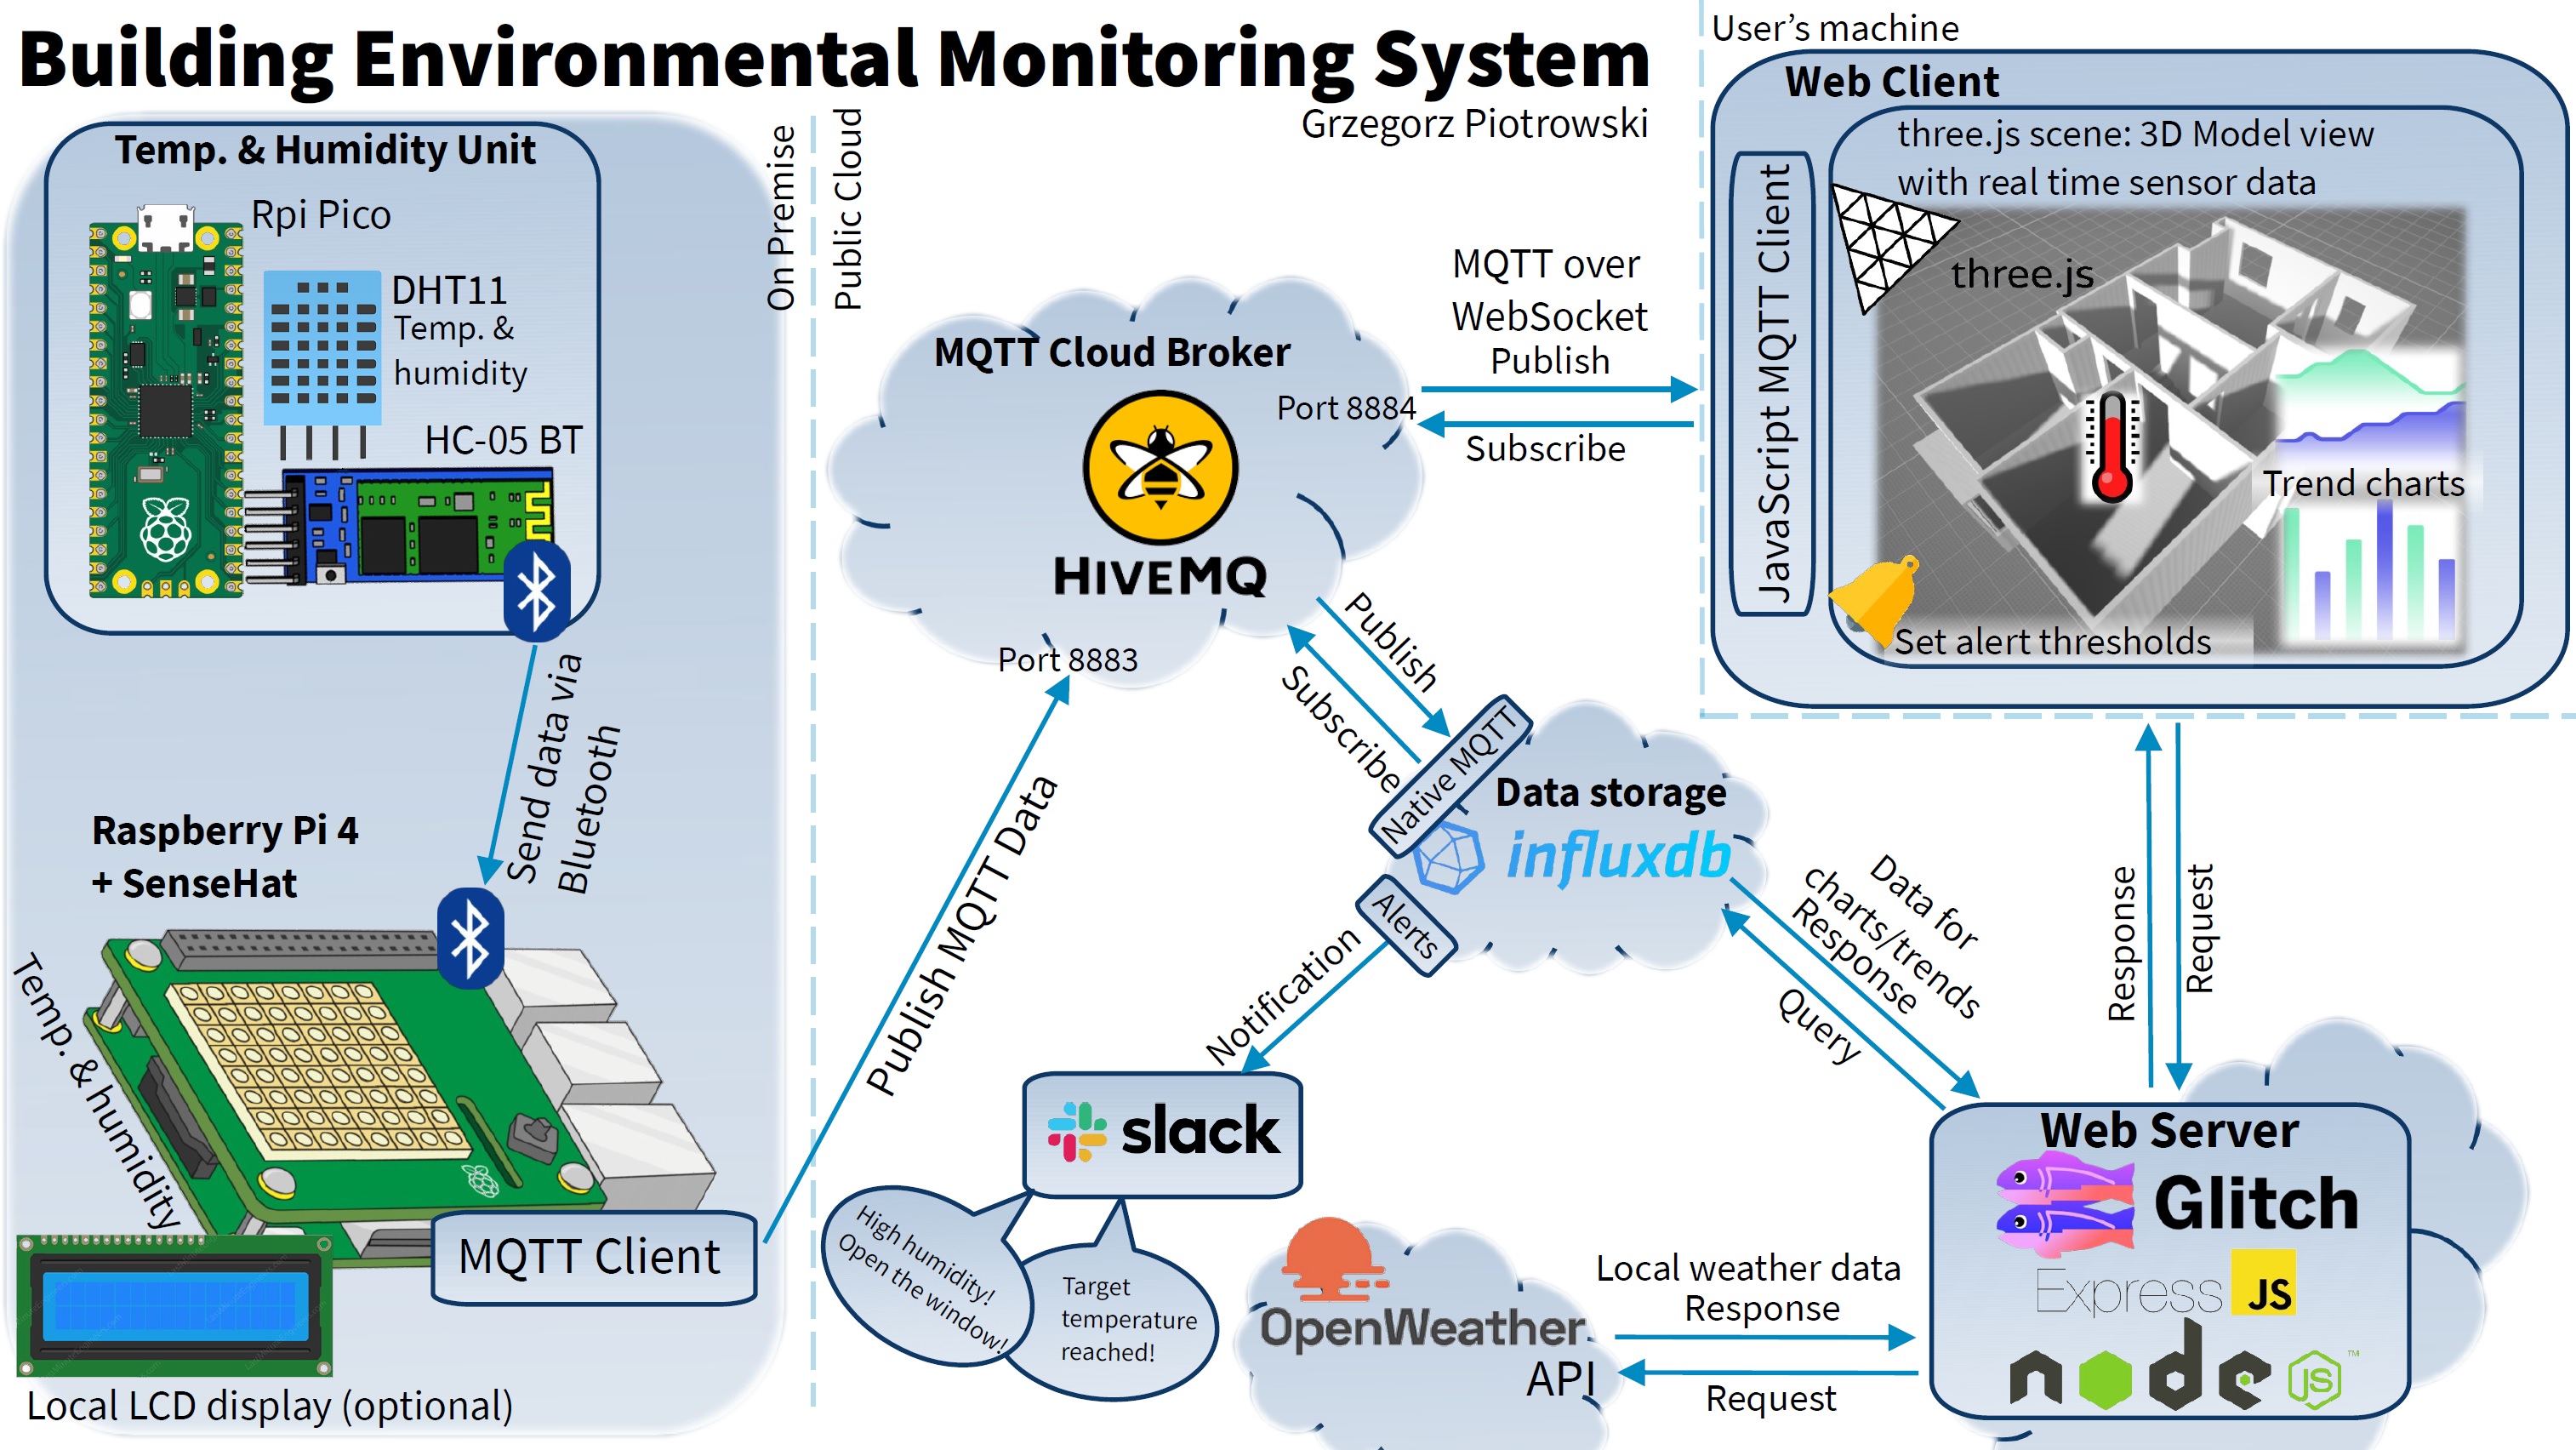 Building Environmental Monitoring System
Grzegorz Piotrowski
On Premise
Public Cloud
Temp. & Humidity Unit
Rpi Pico
DHT11
Temp. &
humidity
HC-05 BT
Send data via
Bluetooth
Raspberry Pi 4
+ SenseHat
Temp. & humidity
MQTT Client
Local LCD display (optional)
Publish MQTT Data
MQTT Cloud Broker
Port 8884
HIVEMQ
Port 8883
MQTT over
WebSocket
Publish
Subscribe
User’s machine
Web Client
JavaScript MQTT Client
three.js scene: 3D Model view
with real time sensor data
three.js
Trend charts
Set alert thresholds
Publish
Subscribe
Native MQTT
Data storage
influxdb
Alerts
Notification
slack
High humidity!
Open the window!
Target
temperature
reached!
Data for
charts/trends
Response
Query
Response
Request
Web Server
Glitch
Express JS
node JS ™
OpenWeather
API
Local weather data
Response
Request